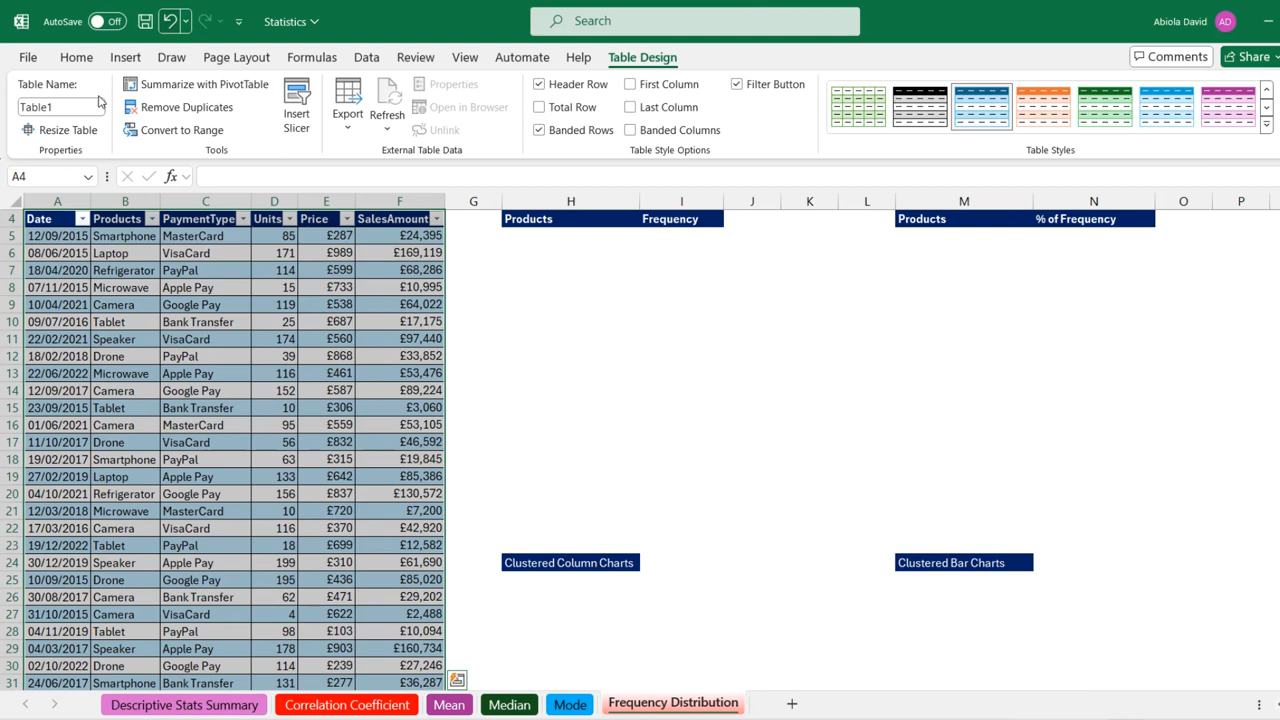 AutoSave Off Statistics Search Abiola David AD
File Home Insert Draw Page Layout Formulas Data Review View Automate Help Table Design Comments Share
Table Name: Summarize with PivotTable Properties Header Row First Column Filter Button
Table1 Remove Duplicates Insert Slicer Export Refresh Open in Browser Total Row Last Column
Resize Table Convert to Range Unlink Banded Rows Banded Columns
Properties Tools External Table Data Table Style Options Table Styles
A4 fx
A B C D E F G H I J K L M N O P
4 Date Products PaymentType Units Price SalesAmount Products Frequency Products % of Frequency
5 12/09/2015 Smartphone MasterCard 85 £287 £24,395
6 08/06/2015 Laptop VisaCard 171 £989 £169,119
7 18/04/2020 Refrigerator PayPal 114 £599 £68,286
8 07/11/2015 Microwave Apple Pay 15 £733 £10,995
9 10/04/2021 Camera Google Pay 119 £538 £64,022
10 09/07/2016 Tablet Bank Transfer 25 £687 £17,175
11 22/02/2021 Speaker VisaCard 174 £560 £97,440
12 18/02/2018 Drone PayPal 39 £868 £33,852
13 22/06/2022 Microwave Apple Pay 116 £461 £53,476
14 12/09/2017 Camera Google Pay 152 £587 £89,224
15 23/09/2015 Tablet Bank Transfer 10 £306 £3,060
16 01/06/2021 Camera MasterCard 95 £559 £53,105
17 11/10/2017 Drone VisaCard 56 £832 £46,592
18 19/02/2017 Smartphone PayPal 63 £315 £19,845
19 27/02/2019 Laptop Apple Pay 133 £642 £85,386
20 04/10/2021 Refrigerator Google Pay 156 £837 £130,572
21 12/03/2018 Microwave MasterCard 10 £720 £7,200
22 17/03/2016 Camera VisaCard 116 £370 £42,920
23 19/12/2022 Tablet PayPal 18 £699 £12,582
24 30/12/2019 Speaker Apple Pay 199 £310 £61,690 Clustered Column Charts Clustered Bar Charts
25 10/09/2015 Drone Google Pay 195 £436 £85,020
26 30/08/2017 Camera Bank Transfer 62 £471 £29,202
27 31/10/2015 Camera VisaCard 4 £622 £2,488
28 04/11/2019 Tablet PayPal 98 £103 £10,094
29 04/03/2017 Speaker Apple Pay 178 £903 £160,734
30 02/10/2022 Drone Google Pay 114 £239 £27,246
31 24/06/2017 Smartphone Bank Transfer 131 £277 £36,287
Descriptive Stats Summary Correlation Coefficient Mean Median Mode Frequency Distribution